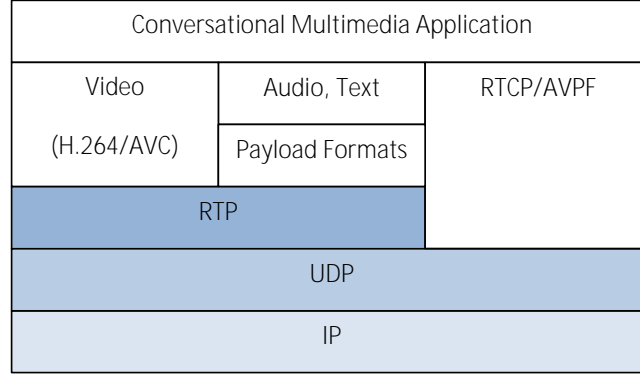 Conversational Multimedia Application
Video
(H.264/AVC)
Audio, Text
Payload Formats
RTCP/AVPF
RTP
UDP
IP